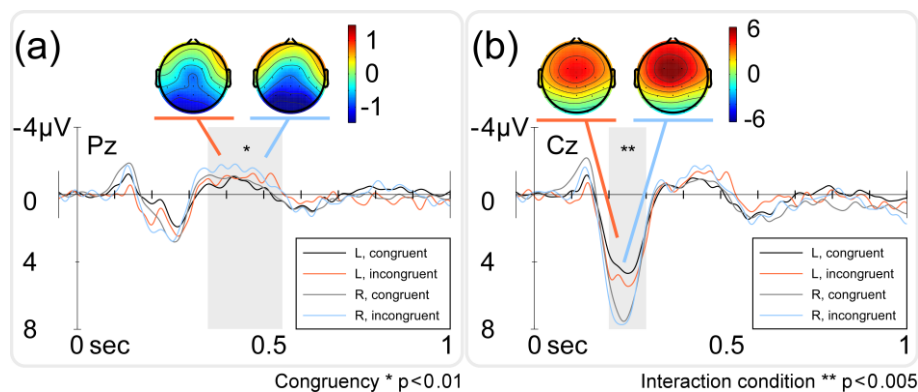 (a)
1
0
-1
-4µV
Pz
*
0
4
8
L, congruent
L, incongruent
R, congruent
R, incongruent
0 sec
0.5
1
(b)
6
0
-6
-4µV
Cz
**
0
4
8
L, congruent
L, incongruent
R, congruent
R, incongruent
0 sec
0.5
1
Congruency * p<0.01
Interaction condition ** p<0.005